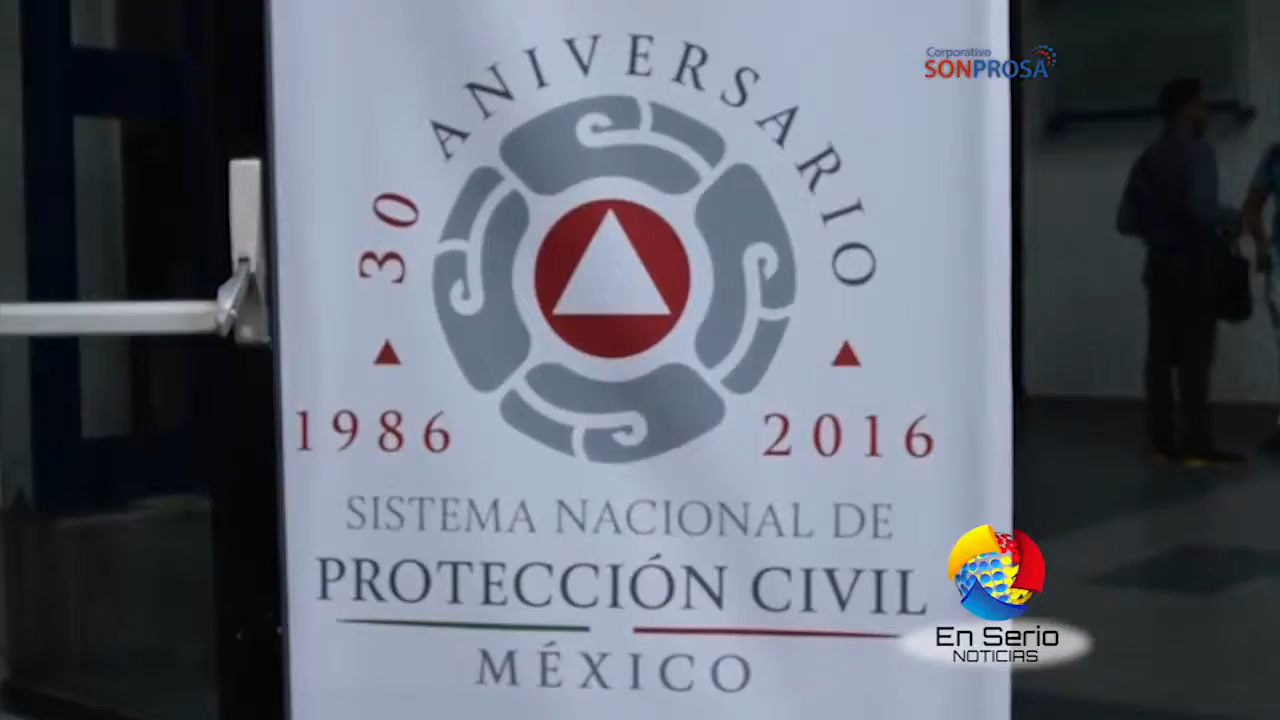 Corporativo
SONPROSA
30 ANIVERSARIO
1986 2016
SISTEMA NACIONAL DE
PROTECCIÓN CIVIL
MÉXICO
En Serio
NOTICIAS